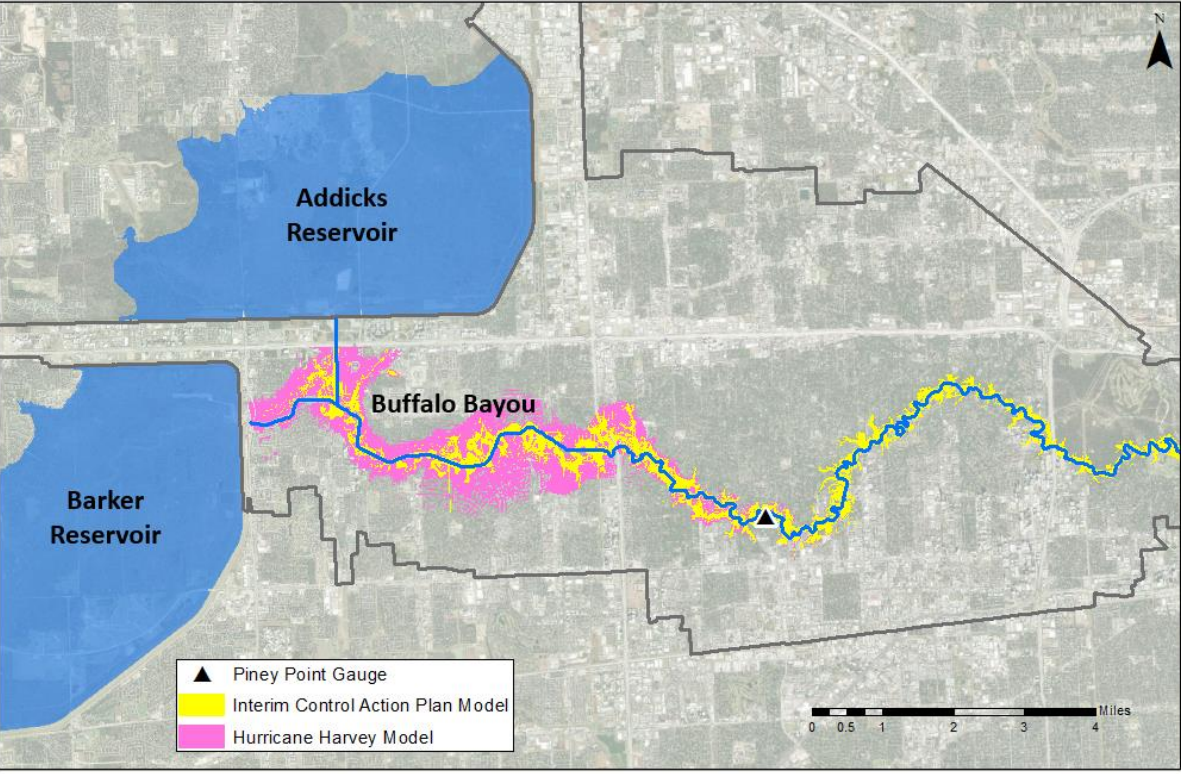 N
Addicks
Reservoir
Buffalo Bayou
Barker
Reservoir
Piney Point Gauge
Interim Control Action Plan Model
Hurricane Harvey Model
Miles
0 0.5 1 2 3 4